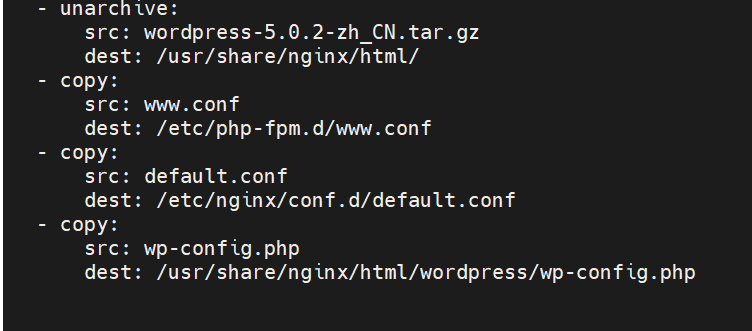 - unarchive:
src: wordpress-5.0.2-zh_CN.tar.gz
dest: /usr/share/nginx/html/
- copy:
src: www.conf
dest: /etc/php-fpm.d/www.conf
- copy:
src: default.conf
dest: /etc/nginx/conf.d/default.conf
- copy:
src: wp-config.php
dest: /usr/share/nginx/html/wordpress/wp-config.php